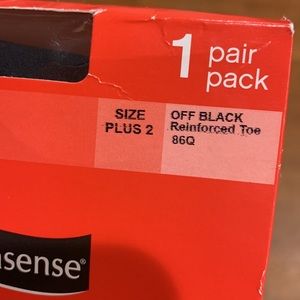 1 pair
pack
SIZE
PLUS 2
OFF BLACK
Reinforced Toe
86Q
sense®